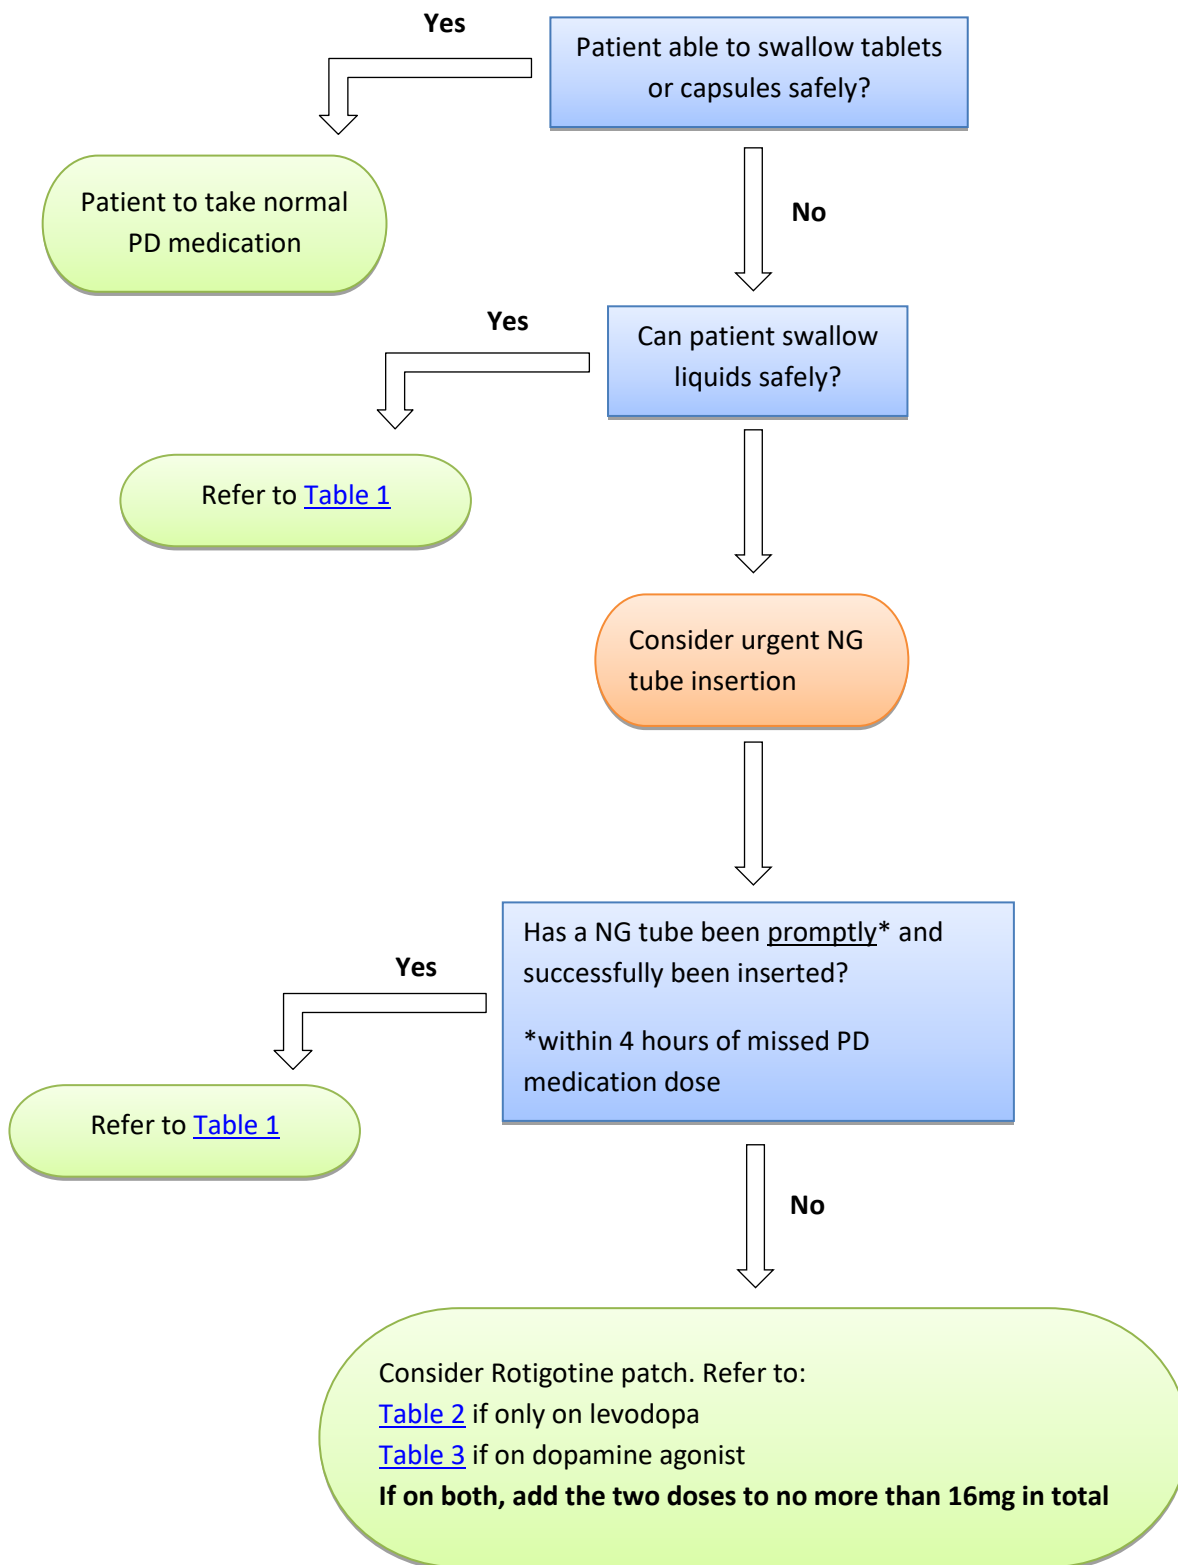 Yes
Patient able to swallow tablets
or capsules safely?
Patient to take normal
PD medication
No
Yes
Can patient swallow
liquids safely?
Refer to Table 1
Consider urgent NG
tube insertion
Has a NG tube been promptly* and
successfully been inserted?
*within 4 hours of missed PD
medication dose
Yes
Refer to Table 1
No
Consider Rotigotine patch. Refer to:
Table 2 if only on levodopa
Table 3 if on dopamine agonist
If on both, add the two doses to no more than 16mg in total